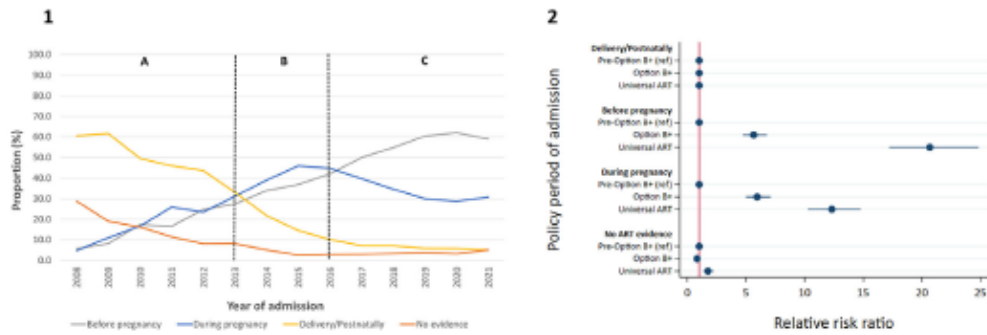 1
A
B
C
100.0
90.0
80.0
70.0
60.0
50.0
40.0
30.0
20.0
10.0
0.0
Proportion (%)
2008
2009
2010
2011
2012
2013
2014
2015
2016
2017
2018
2019
2020
2021
Year of admission
Before pregnancy
During pregnancy
Delivery/Postnatally
No evidence
2
Policy period of admission
Delivery/Postnatally
Pre-Option B+ (ref)
Option B+
Universal ART
Before pregnancy
Pre-Option B+ (ref)
Option B+
Universal ART
During pregnancy
Pre-Option B+ (ref)
Option B+
Universal ART
No ART evidence
Pre-Option B+ (ref)
Option B+
Universal ART
0
5
10
15
20
25
Relative risk ratio